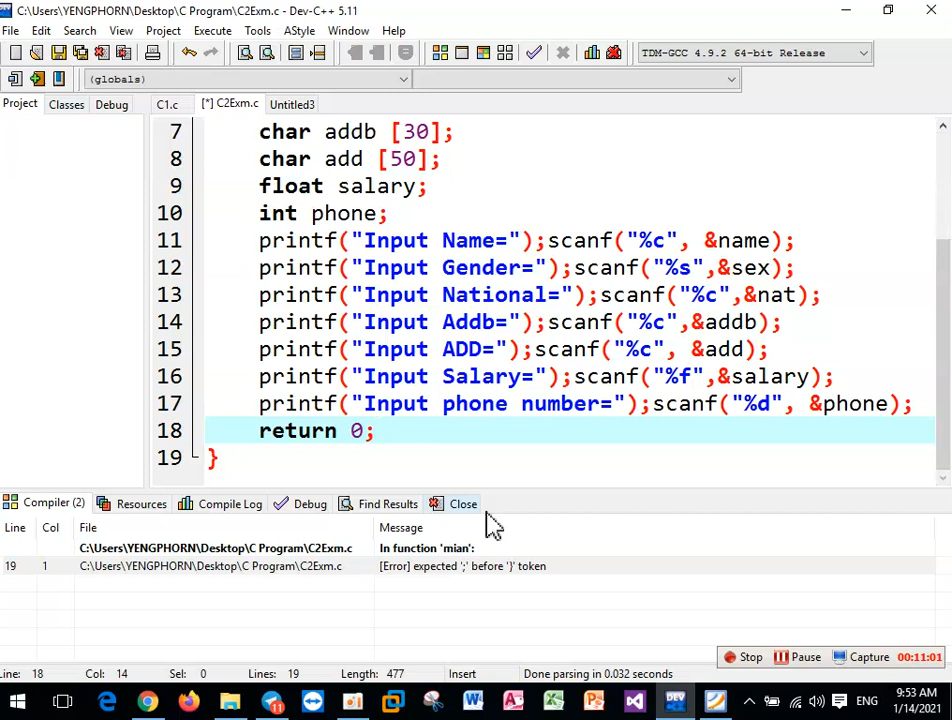 C:\Users\YENGPHORN\Desktop\C Program\C2Exm.c - Dev-C++ 5.11
File Edit Search View Project Execute Tools AStyle Window Help
TDM-GCC 4.9.2 64-bit Release
(globals)
Project Classes Debug C1.c [*] C2Exm.c Untitled3
7 char addb [30];
8 char add [50];
9 float salary;
10 int phone;
11 printf("Input Name=");scanf("%c", &name);
12 printf("Input Gender=");scanf("%s",&sex);
13 printf("Input National=");scanf("%c",&nat);
14 printf("Input Addb=");scanf("%c",&addb);
15 printf("Input ADD=");scanf("%c", &add);
16 printf("Input Salary=");scanf("%f",&salary);
17 printf("Input phone number=");scanf("%d", &phone);
18 return 0;
19 }
Compiler (2) Resources Compile Log Debug Find Results Close
Line Col File Message
C:\Users\YENGPHORN\Desktop\C Program\C2Exm.c In function 'mian':
19 1 C:\Users\YENGPHORN\Desktop\C Program\C2Exm.c [Error] expected ';' before '}' token
Stop Pause Capture 00:11:01
Line: 18 Col: 14 Sel: 0 Lines: 19 Length: 477 Insert Done parsing in 0.032 seconds
ENG 9:53 AM
1/14/2021